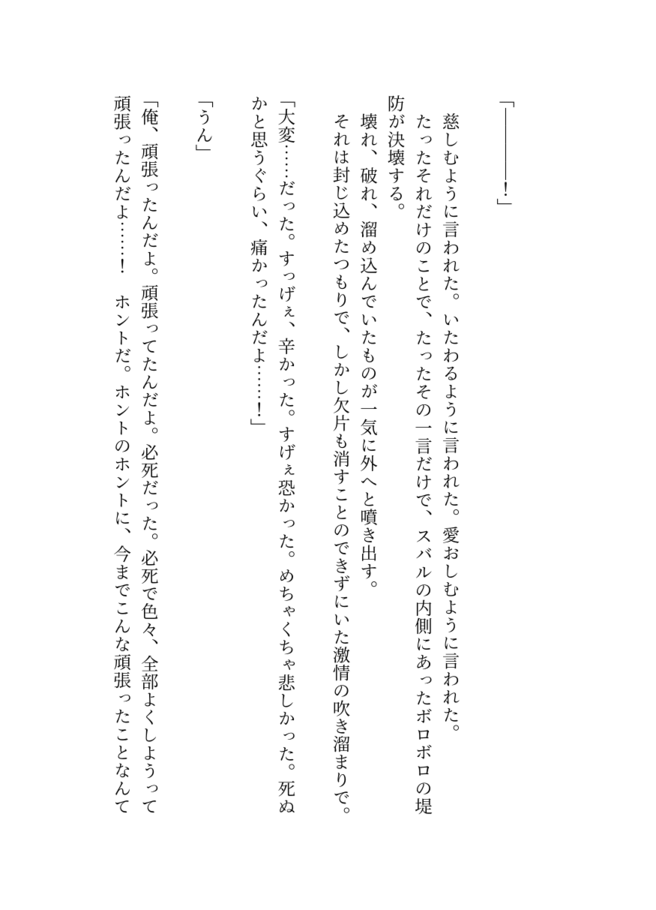 「――――！」
　慈しむように言われた。いたわるように言われた。愛おしむように言われた。
　たったそれだけのことで、たったその一言だけで、スバルの内側にあったボロボロの堤
防が決壊する。
　壊れ、破れ、溜め込んでいたものが一気に外へと噴き出す。
　それは封じ込めたつもりで、しかし欠片も消すことのできずにいた激情の吹き溜まりで。
「大変……だった。すっげぇ、辛かった。すげぇ恐かった。めちゃくちゃ悲しかった。死ぬ
かと思うぐらい、痛かったんだよ……！」
「うん」
「俺、頑張ったんだよ。頑張ってたんだよ。必死だった。必死で色々、全部よくしようって
頑張ったんだよ……！　ホントだ。ホントのホントに、今までこんな頑張ったことなんて